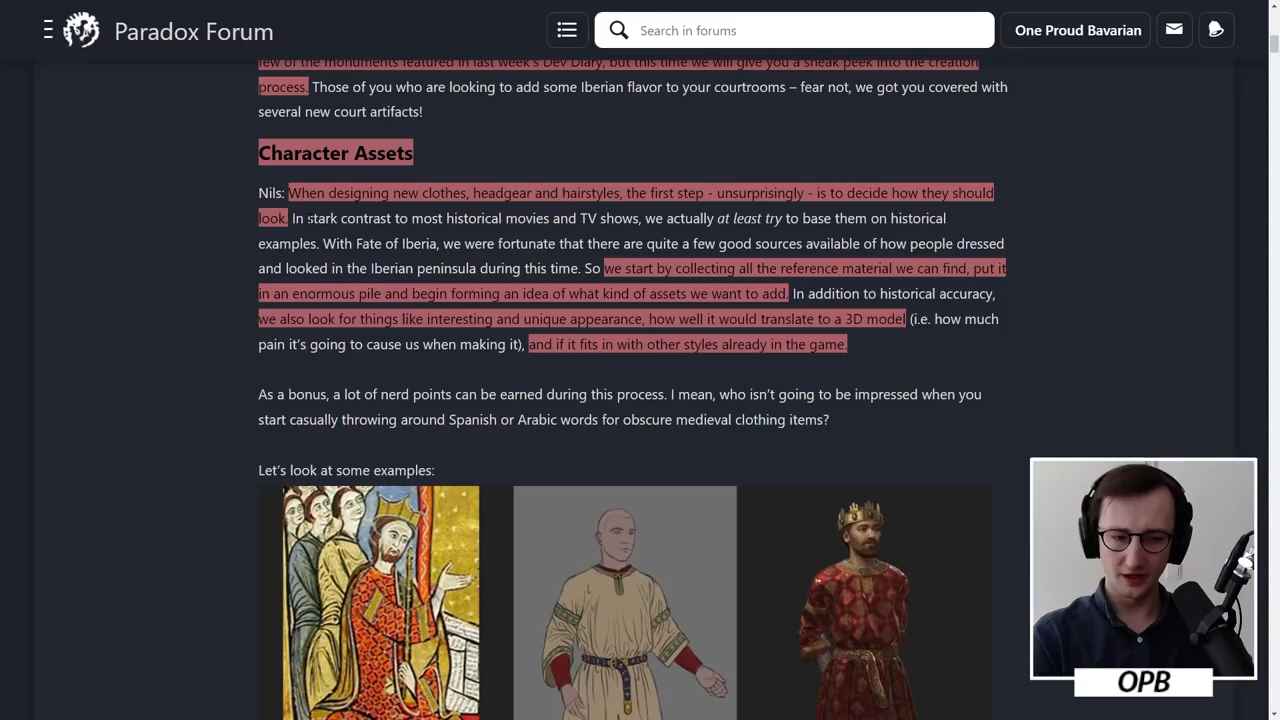 Paradox Forum
Search in forums
One Proud Bavarian
few of the monuments featured in last week's Dev Diary, but this time we will give you a sneak peek into the creation
process. Those of you who are looking to add some Iberian flavor to your courtrooms – fear not, we got you covered with
several new court artifacts!
Character Assets
Nils: When designing new clothes, headgear and hairstyles, the first step - unsurprisingly - is to decide how they should
look. In stark contrast to most historical movies and TV shows, we actually at least try to base them on historical
examples. With Fate of Iberia, we were fortunate that there are quite a few good sources available of how people dressed
and looked in the Iberian peninsula during this time. So we start by collecting all the reference material we can find, put it
in an enormous pile and begin forming an idea of what kind of assets we want to add. In addition to historical accuracy,
we also look for things like interesting and unique appearance, how well it would translate to a 3D model (i.e. how much
pain it's going to cause us when making it), and if it fits in with other styles already in the game.
As a bonus, a lot of nerd points can be earned during this process. I mean, who isn't going to be impressed when you
start casually throwing around Spanish or Arabic words for obscure medieval clothing items?
Let's look at some examples:
OPB